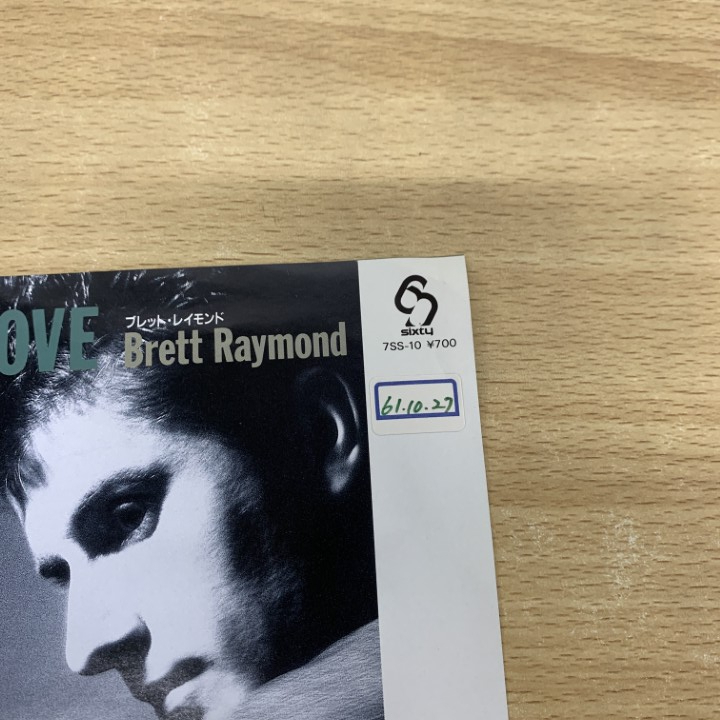 OVE
ブレット・レイモンド
Brett Raymond
sixty
7SS-10 ¥700
61.10.27